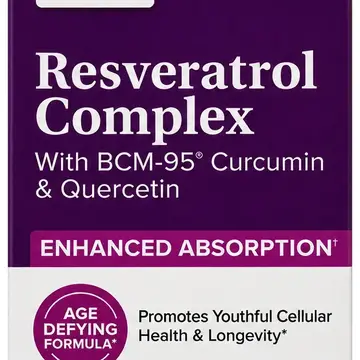 Resveratrol
Complex
With BCM-95® Curcumin
& Quercetin
ENHANCED ABSORPTION†
AGE
DEFYING
FORMULA*
Promotes Youthful Cellular
Health & Longevity*